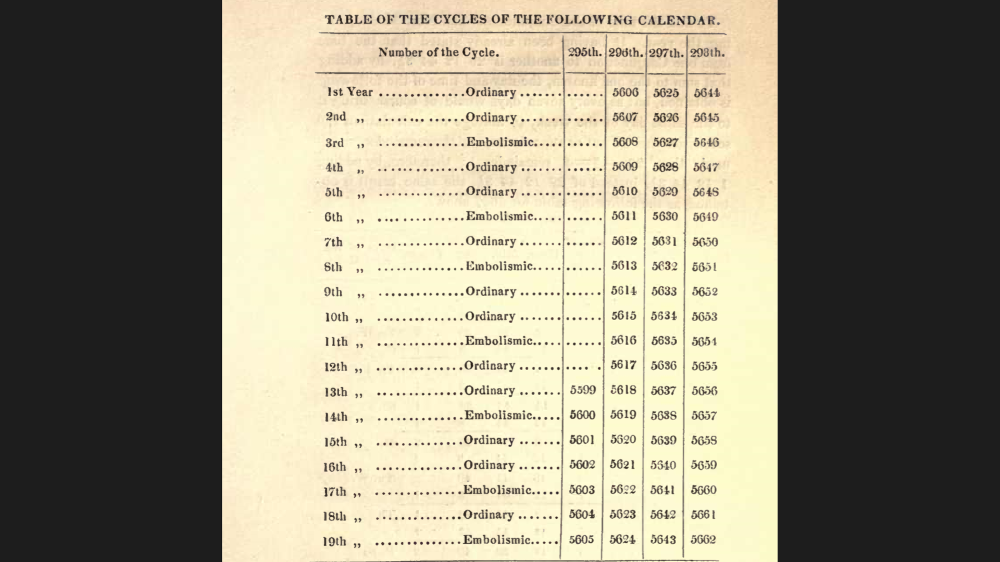 TABLE OF THE CYCLES OF THE FOLLOWING CALENDAR.
Number of the Cycle. 295th. 296th. 297th. 298th.
1st Year ..............Ordinary ....... ...... 5606 5625 5644
2nd ,, ..............Ordinary ....... ...... 5607 5626 5645
3rd ,, ..............Embolismic..... ...... 5608 5627 5646
4th ,, ..............Ordinary ....... ...... 5609 5628 5647
5th ,, ..............Ordinary ....... ...... 5610 5629 5648
6th ,, ..............Embolismic..... ...... 5611 5630 5649
7th ,, ..............Ordinary ....... ...... 5612 5631 5650
8th ,, ..............Embolismic..... ...... 5613 5632 5651
9th ,, ..............Ordinary ....... ...... 5614 5633 5652
10th ,, ..............Ordinary ....... ...... 5615 5634 5653
11th ,, ..............Embolismic..... ...... 5616 5635 5654
12th ,, ..............Ordinary ....... .... . 5617 5636 5655
13th ,, ..............Ordinary ....... 5599 5618 5637 5656
14th ,, ..............Embolismic..... 5600 5619 5638 5657
15th ,, ..............Ordinary ....... 5601 5620 5639 5658
16th ,, ..............Ordinary ....... 5602 5621 5640 5659
17th ,, ..............Embolismic..... 5603 5622 5641 5660
18th ,, ..............Ordinary ....... 5604 5623 5642 5661
19th ,, ..............Embolismic..... 5605 5624 5643 5662